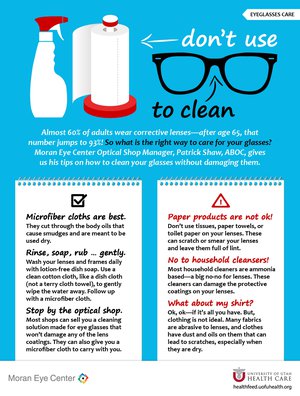 EYEGLASSES CARE
don't use
to clean
Almost 60% of adults wear corrective lenses—after age 65, that
number jumps to 93%! So what is the right way to care for your glasses?
Moran Eye Center Optical Shop Manager, Patrick Shaw, ABOC, gives
us his tips on how to clean your glasses without damaging them.
Microfiber cloths are best.
They cut through the body oils that
cause smudges and are meant to be
used dry.
Rinse, soap, rub ... gently.
Wash your lenses and frames daily
with lotion-free dish soap. Use a
clean cotton cloth, like a dish cloth
(not a terry cloth towel), to gently
wipe the water away. Follow up
with a microfiber cloth.
Stop by the optical shop.
Most shops can sell you a cleaning
solution made for eye glasses that
won't damage any of the lens
coatings. They can also give you a
microfiber cloth to carry with you.
Paper products are not ok!
Don't use tissues, paper towels, or
toilet paper on your lenses. These
can scratch or smear your lenses
and leave them full of lint.
No to household cleansers!
Most household cleansers are ammonia
based—a big no-no for lenses. These
cleaners can damage the protective
coatings on your lenses.
What about my shirt?
Ok, ok—if it's all you have. But,
clothing is not ideal. Many fabrics
are abrasive to lenses, and clothes
have dust and oils on them that can
lead to scratches, especially when
they are dry.
Moran Eye Center
UNIVERSITY OF UTAH
HEALTH CARE
healthfeed.uofuhealth.org